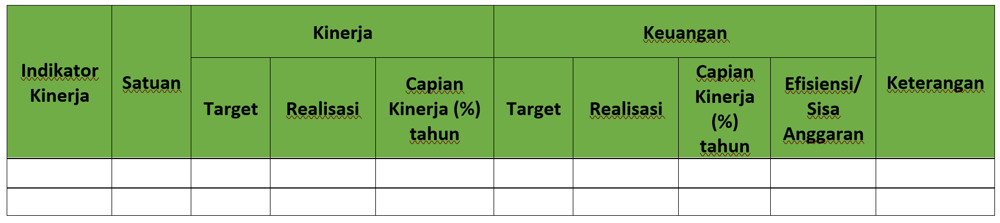 Indikator
Kinerja
Satuan
Kinerja
Target
Realisasi
Capian
Kinerja (%)
tahun
Keuangan
Target
Realisasi
Capian
Kinerja
(%)
tahun
Efisiensi/
Sisa
Anggaran
Keterangan